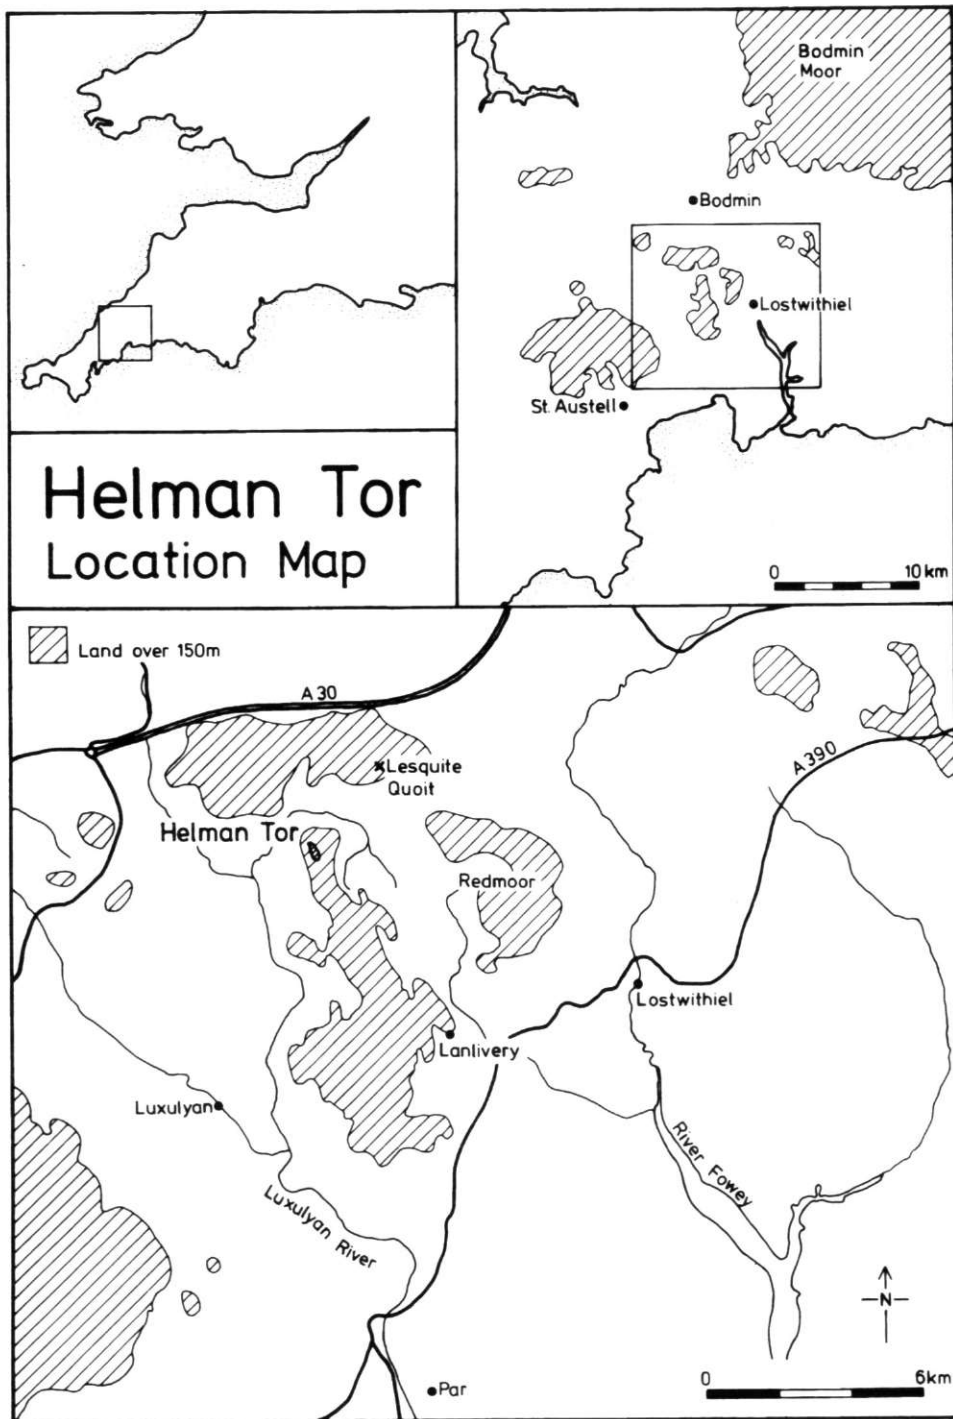 Bodmin
Moor
Bodmin
Lostwithiel
St. Austell
0 10 km
Helman Tor
Location Map
Land over 150m
A 30
Lesquite
Quoit
A 390
Helman Tor
Redmoor
Lostwithiel
Lanlivery
Luxulyan
River Fowey
Luxulyan River
N
Par
0 6km